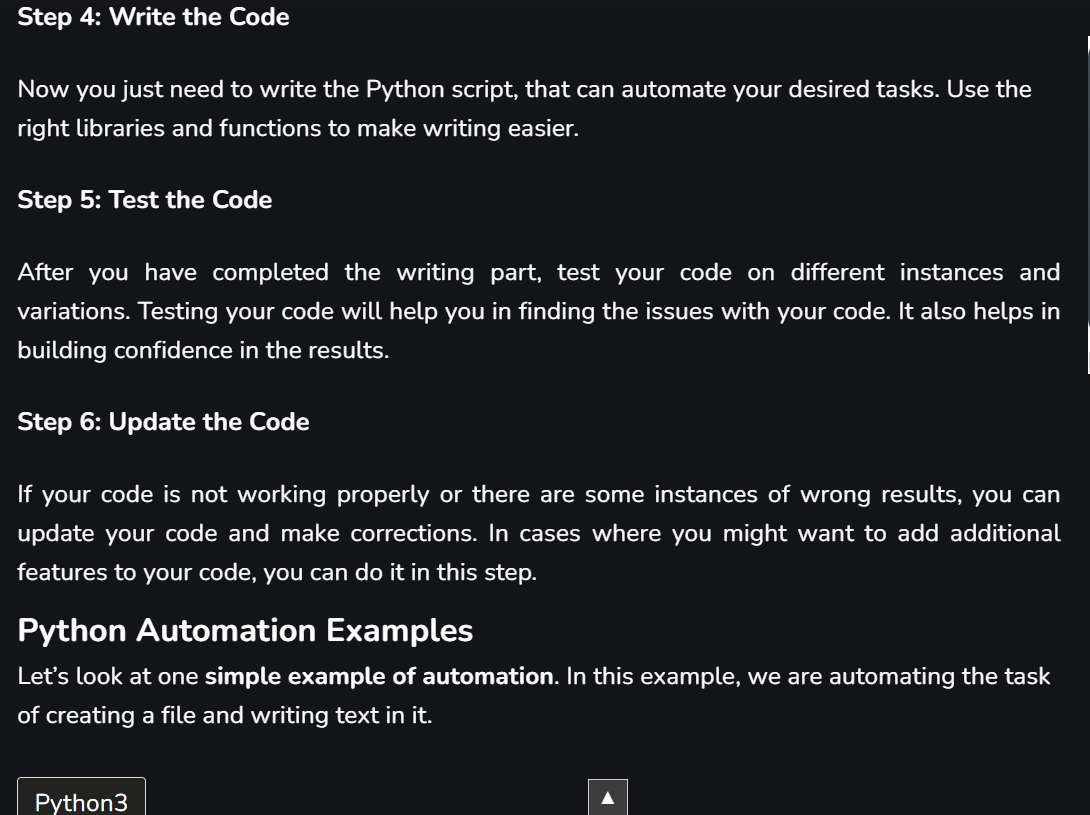 Step 4: Write the Code
Now you just need to write the Python script, that can automate your desired tasks. Use the
right libraries and functions to make writing easier.
Step 5: Test the Code
After you have completed the writing part, test your code on different instances and
variations. Testing your code will help you in finding the issues with your code. It also helps in
building confidence in the results.
Step 6: Update the Code
If your code is not working properly or there are some instances of wrong results, you can
update your code and make corrections. In cases where you might want to add additional
features to your code, you can do it in this step.
Python Automation Examples
Let’s look at one simple example of automation. In this example, we are automating the task
of creating a file and writing text in it.
Python3